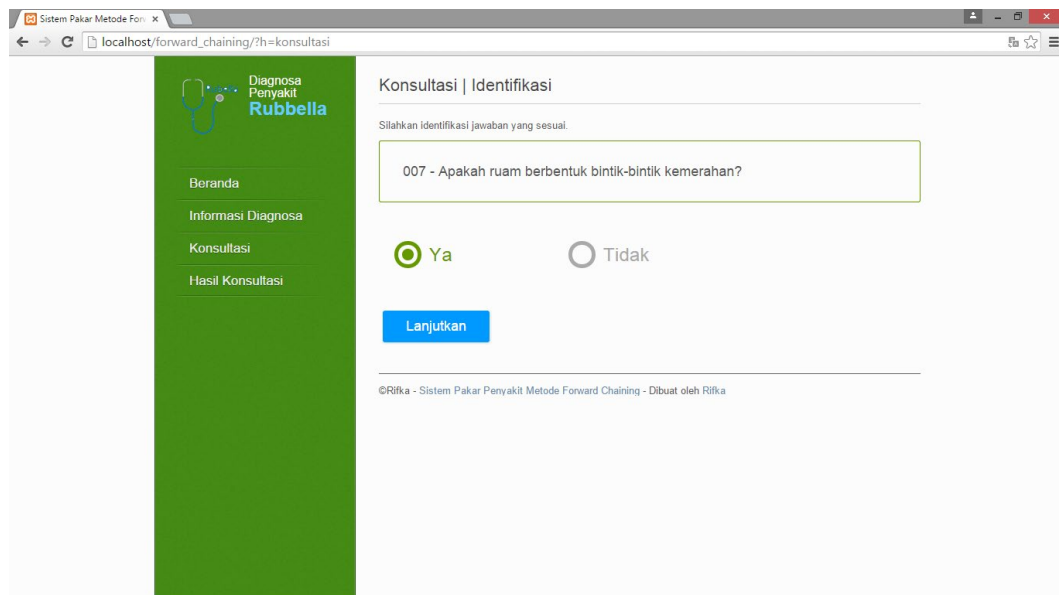 Sistem Pakar Metode Forv
localhost/forward_chaining/?h=konsultasi
Diagnosa
Penyakit
Rubbella
Beranda
Informasi Diagnosa
Konsultasi
Hasil Konsultasi
Konsultasi | Identifikasi
Silahkan identifikasi jawaban yang sesuai.
007 - Apakah ruam berbentuk bintik-bintik kemerahan?
Ya
Tidak
Lanjutkan
©Rifka - Sistem Pakar Penyakit Metode Forward Chaining - Dibuat oleh Rifka